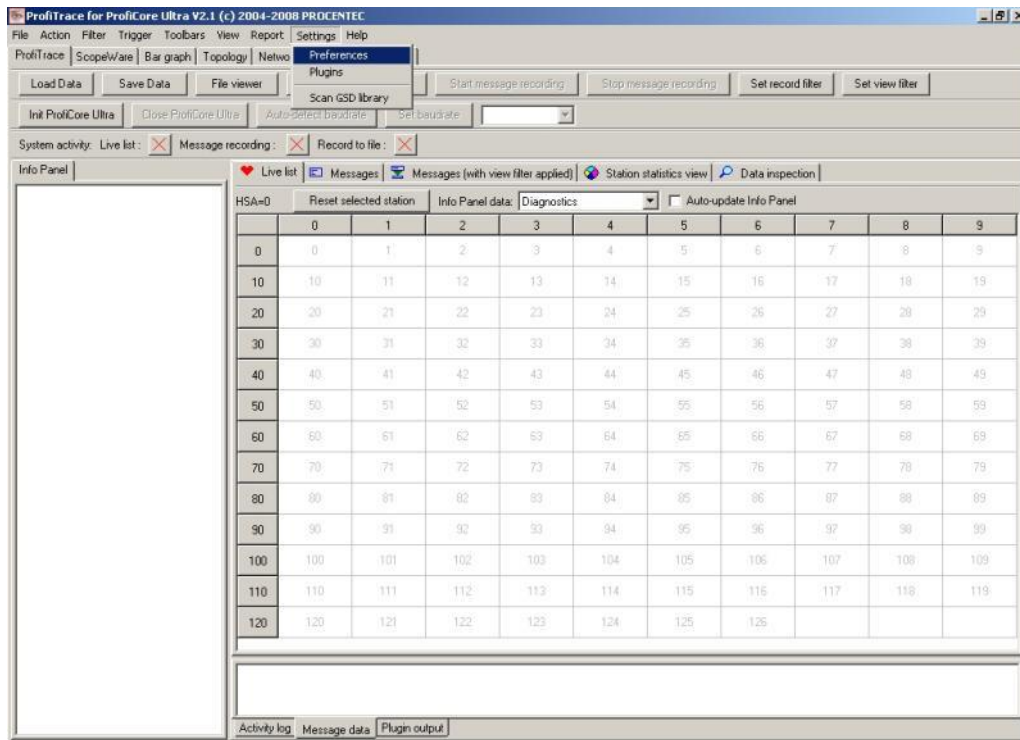 ProfiTrace for ProfiCore Ultra V2.1 (c) 2004-2008 PROCENTEC
File Action Filter Trigger Toolbars View Report Settings Help
ProfiTrace ScopeWare Bar graph Topology Netwo
Preferences
Plugins
Scan GSD library
Load Data Save Data File viewer Start message recording Stop message recording Set record filter Set view filter
Init ProfiCore Ultra Close ProfiCore Ultra Auto-detect baudrate Set baudrate
System activity: Live list : Message recording : Record to file :
Info Panel Live list Messages Messages (with view filter applied) Station statistics view Data inspection
HSA=0 Reset selected station Info Panel data: Diagnostics Auto-update Info Panel
0 1 2 3 4 5 6 7 8 9
0 0 1 2 3 4 5 6 7 8 9
10 10 11 12 13 14 15 16 17 18 19
20 20 21 22 23 24 25 26 27 28 29
30 30 31 32 33 34 35 36 37 38 39
40 40 41 42 43 44 45 46 47 48 49
50 50 51 52 53 54 55 56 57 58 59
60 60 61 62 63 64 65 66 67 68 69
70 70 71 72 73 74 75 76 77 78 79
80 80 81 82 83 84 85 86 87 88 89
90 90 91 92 93 94 95 96 97 98 99
100 100 101 102 103 104 105 106 107 108 109
110 110 111 112 113 114 115 116 117 118 119
120 120 121 122 123 124 125 126
Activity log Message data Plugin output